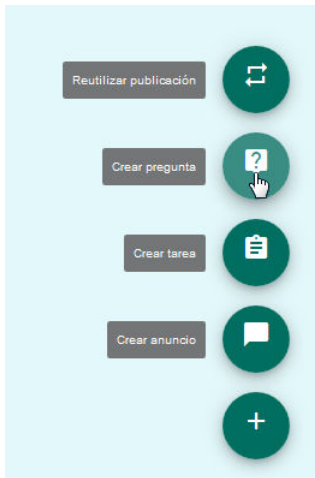 Reutilizar publicación
Crear pregunta
?
Crear tarea
Crear anuncio
+